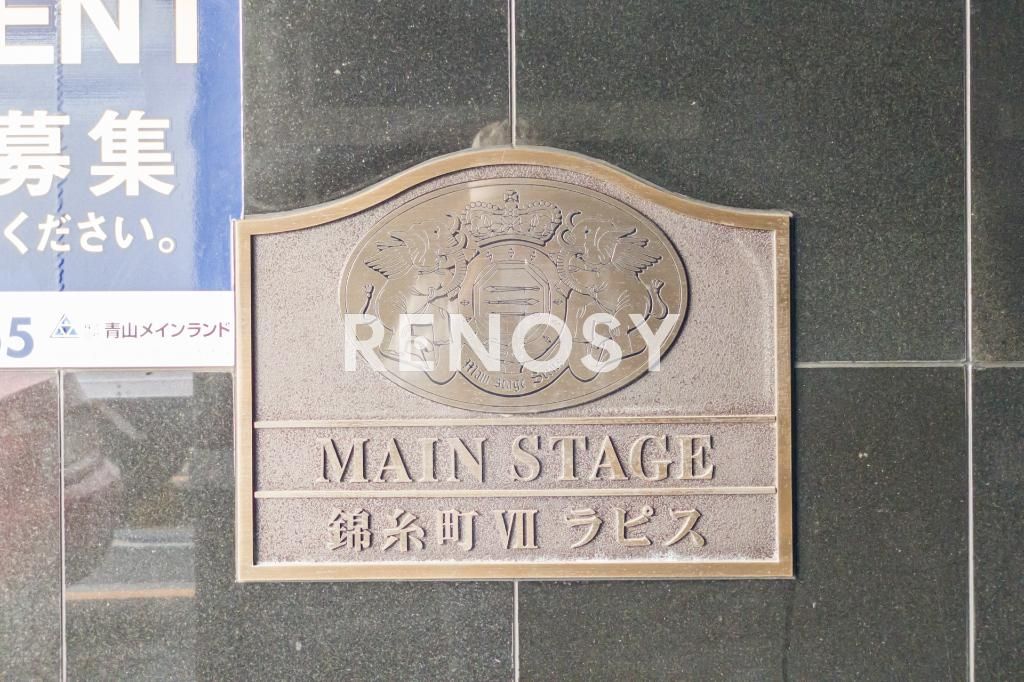 ENT
募集
ください。
5
青山メインランド
RENOSY
Main stage
MAIN STAGE
錦糸町 Ⅶ ラピス